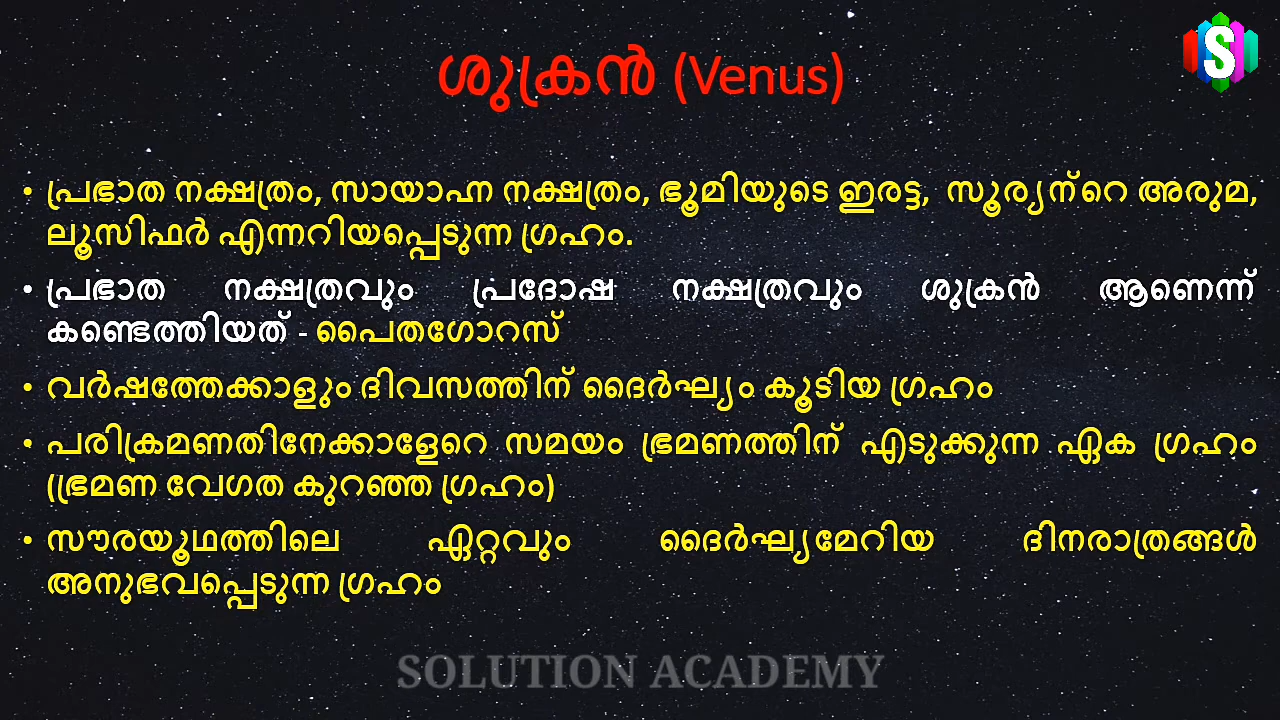 ശുക്രൻ (Venus)
S
• പ്രഭാത നക്ഷത്രം, സായാഹ്ന നക്ഷത്രം, ഭൂമിയുടെ ഇരട്ട, സൂര്യന്‍റെ അരുമ,
ലൂസിഫർ എന്നറിയപ്പെടുന്ന ഗ്രഹം.
• പ്രഭാത നക്ഷത്രവും പ്രദോഷ നക്ഷത്രവും ശുക്രൻ ആണെന്ന്
കണ്ടെത്തിയത് - പൈതഗോറസ്
• വർഷത്തേക്കാളും ദിവസത്തിന് ദൈർഘ്യം കൂടിയ ഗ്രഹം
• പരിക്രമണതിനേക്കാളേറെ സമയം ഭ്രമണത്തിന് എടുക്കുന്ന ഏക ഗ്രഹം
(ഭ്രമണ വേഗത കുറഞ്ഞ ഗ്രഹം)
• സൗരയൂഥത്തിലെ ഏറ്റവും ദൈർഘ്യമേറിയ ദിനരാത്രങ്ങൾ
അനുഭവപ്പെടുന്ന ഗ്രഹം
SOLUTION ACADEMY